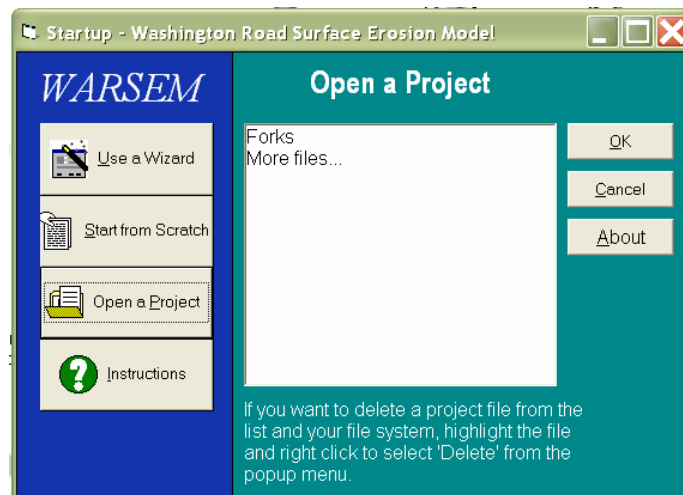 Startup - Washington Road Surface Erosion Model
WARSEM
Use a Wizard
Start from Scratch
Open a Project
Instructions
Open a Project
Forks
More files...
OK
Cancel
About
If you want to delete a project file from the
list and your file system, highlight the file
and right click to select 'Delete' from the
popup menu.